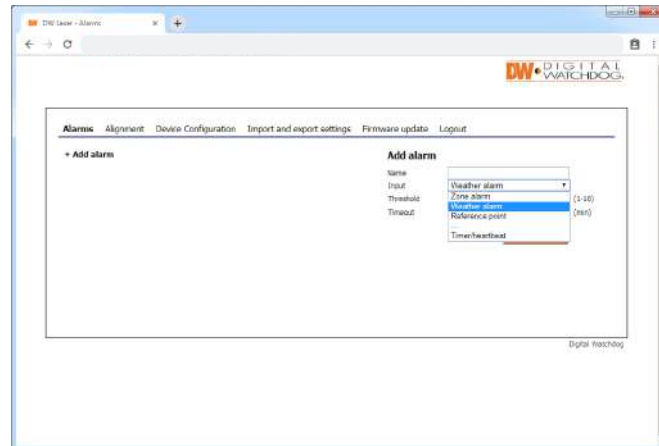 DW Laser - Alarms
DW DIGITAL WATCHDOG.
Alarms Alignment Device Configuration Import and export settings Firmware update Logout
+ Add alarm
Add alarm
Name
Input Weather alarm
Zone alarm
Weather alarm
Reference point
---
Timer/heartbeat
Threshold (1-10)
Timeout (min)
Digital Watchdog